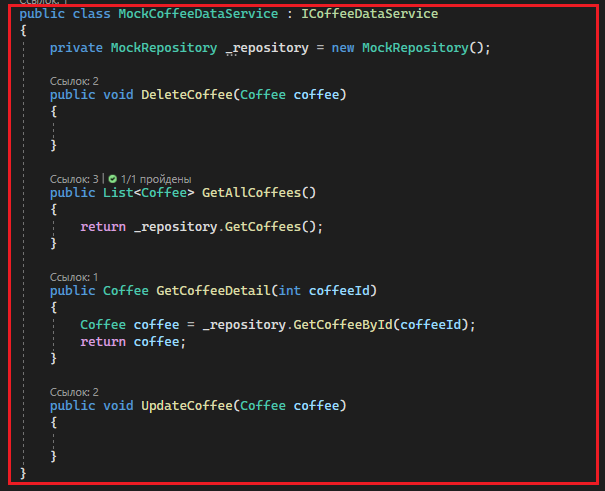 public class MockCoffeeDataService : ICoffeeDataService
{
private MockRepository _repository = new MockRepository();
Ссылок: 2
public void DeleteCoffee(Coffee coffee)
{
}
Ссылок: 3 | 1/1 пройдены
public List<Coffee> GetAllCoffees()
{
return _repository.GetCoffees();
}
Ссылок: 1
public Coffee GetCoffeeDetail(int coffeeId)
{
Coffee coffee = _repository.GetCoffeeById(coffeeId);
return coffee;
}
Ссылок: 2
public void UpdateCoffee(Coffee coffee)
{
}
}